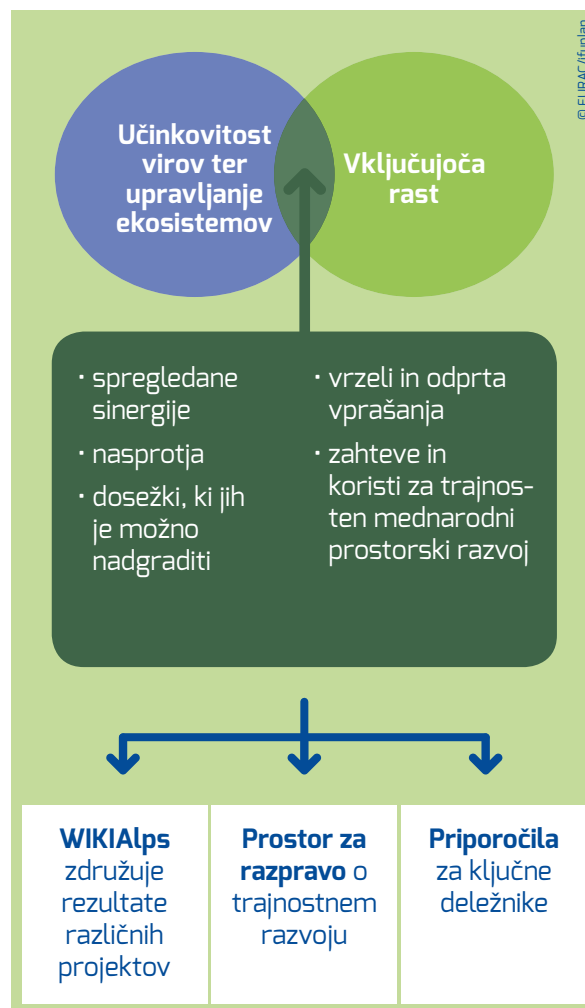 © EURAC/ifuplan
Učinkovitost
virov ter
upravljanje
ekosistemov
Vključujoča
rast
· spregledane
sinergije
· nasprotja
· dosežki, ki jih
je možno
nadgraditi
· vrzeli in odprta
vprašanja
· zahteve in
koristi za trajnos-
ten mednarodni
prostorski razvoj
WIKIAlps
združuje
rezultate
različnih
projektov
Prostor za
razpravo o
trajnostnem
razvoju
Priporočila
za ključne
deležnike